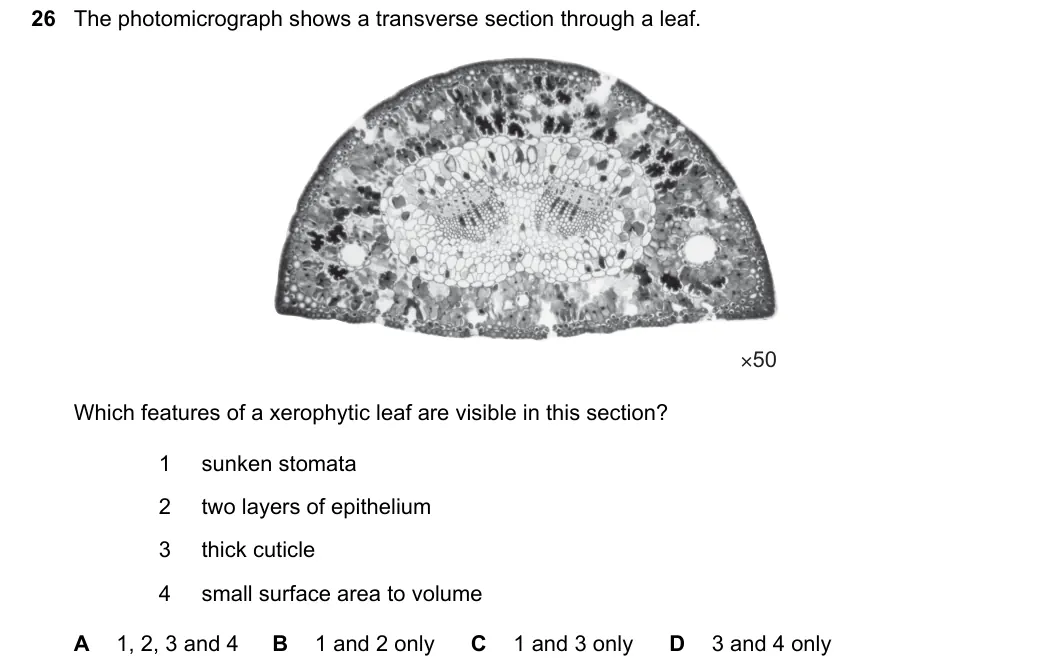 26 The photomicrograph shows a transverse section through a leaf.
×50
Which features of a xerophytic leaf are visible in this section?
1 sunken stomata
2 two layers of epithelium
3 thick cuticle
4 small surface area to volume
A 1, 2, 3 and 4 B 1 and 2 only C 1 and 3 only D 3 and 4 only